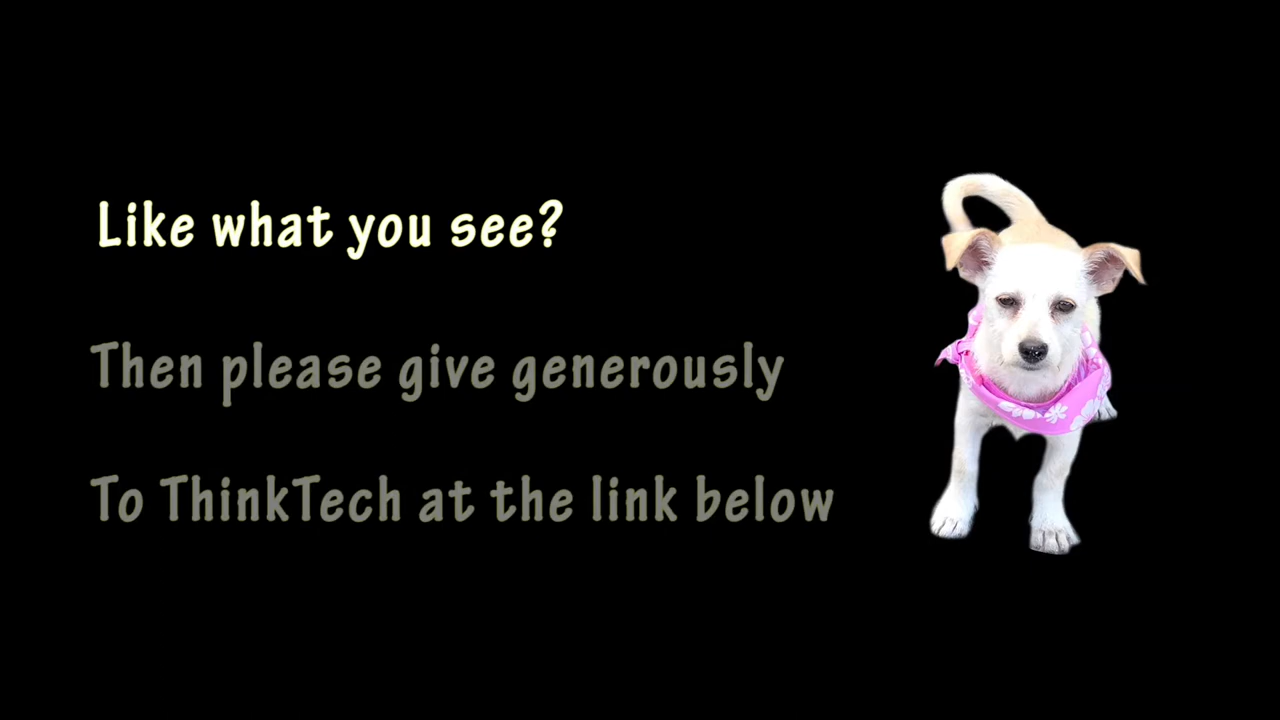 Like what you see?
Then please give generously
To ThinkTech at the link below